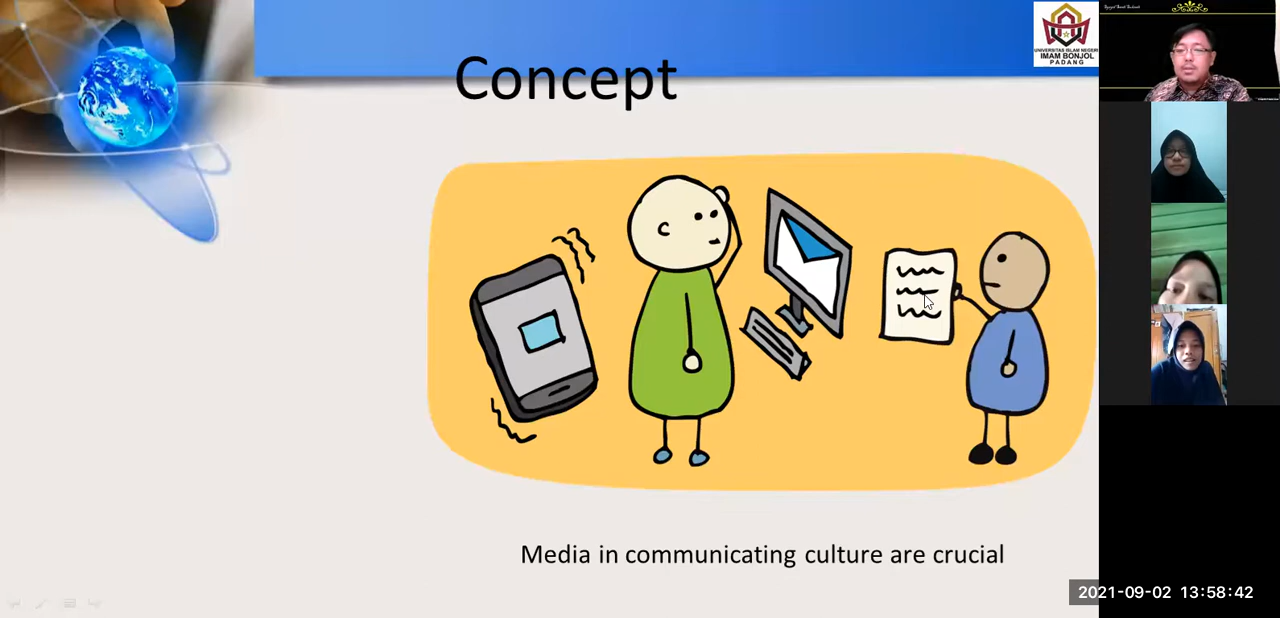 Concept
UNIVERSITAS ISLAM NEGERI
IMAM BONJOL
PADANG
Media in communicating culture are crucial
2021-09-02 13:58:42